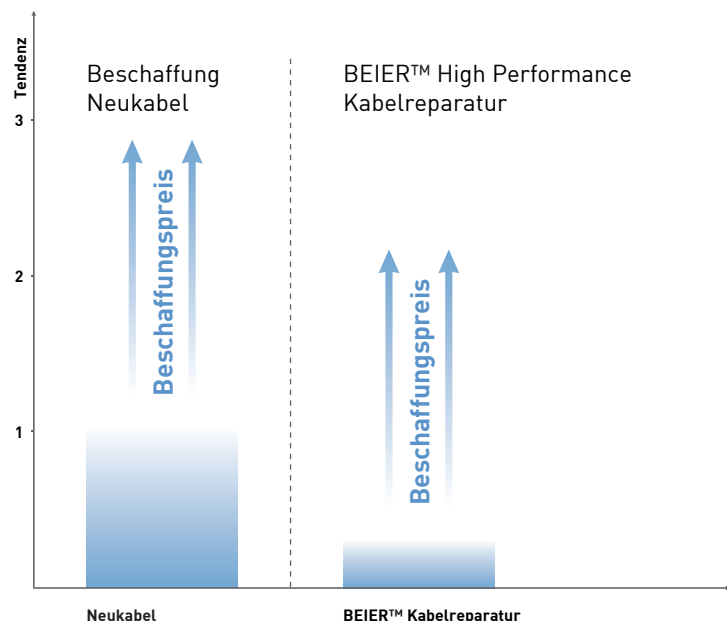 Tendenz
3
2
1
Beschaffung
Neukabel
Beschaffungspreis
BEIER™ High Performance
Kabelreparatur
Beschaffungspreis
Neukabel
BEIER™ Kabelreparatur